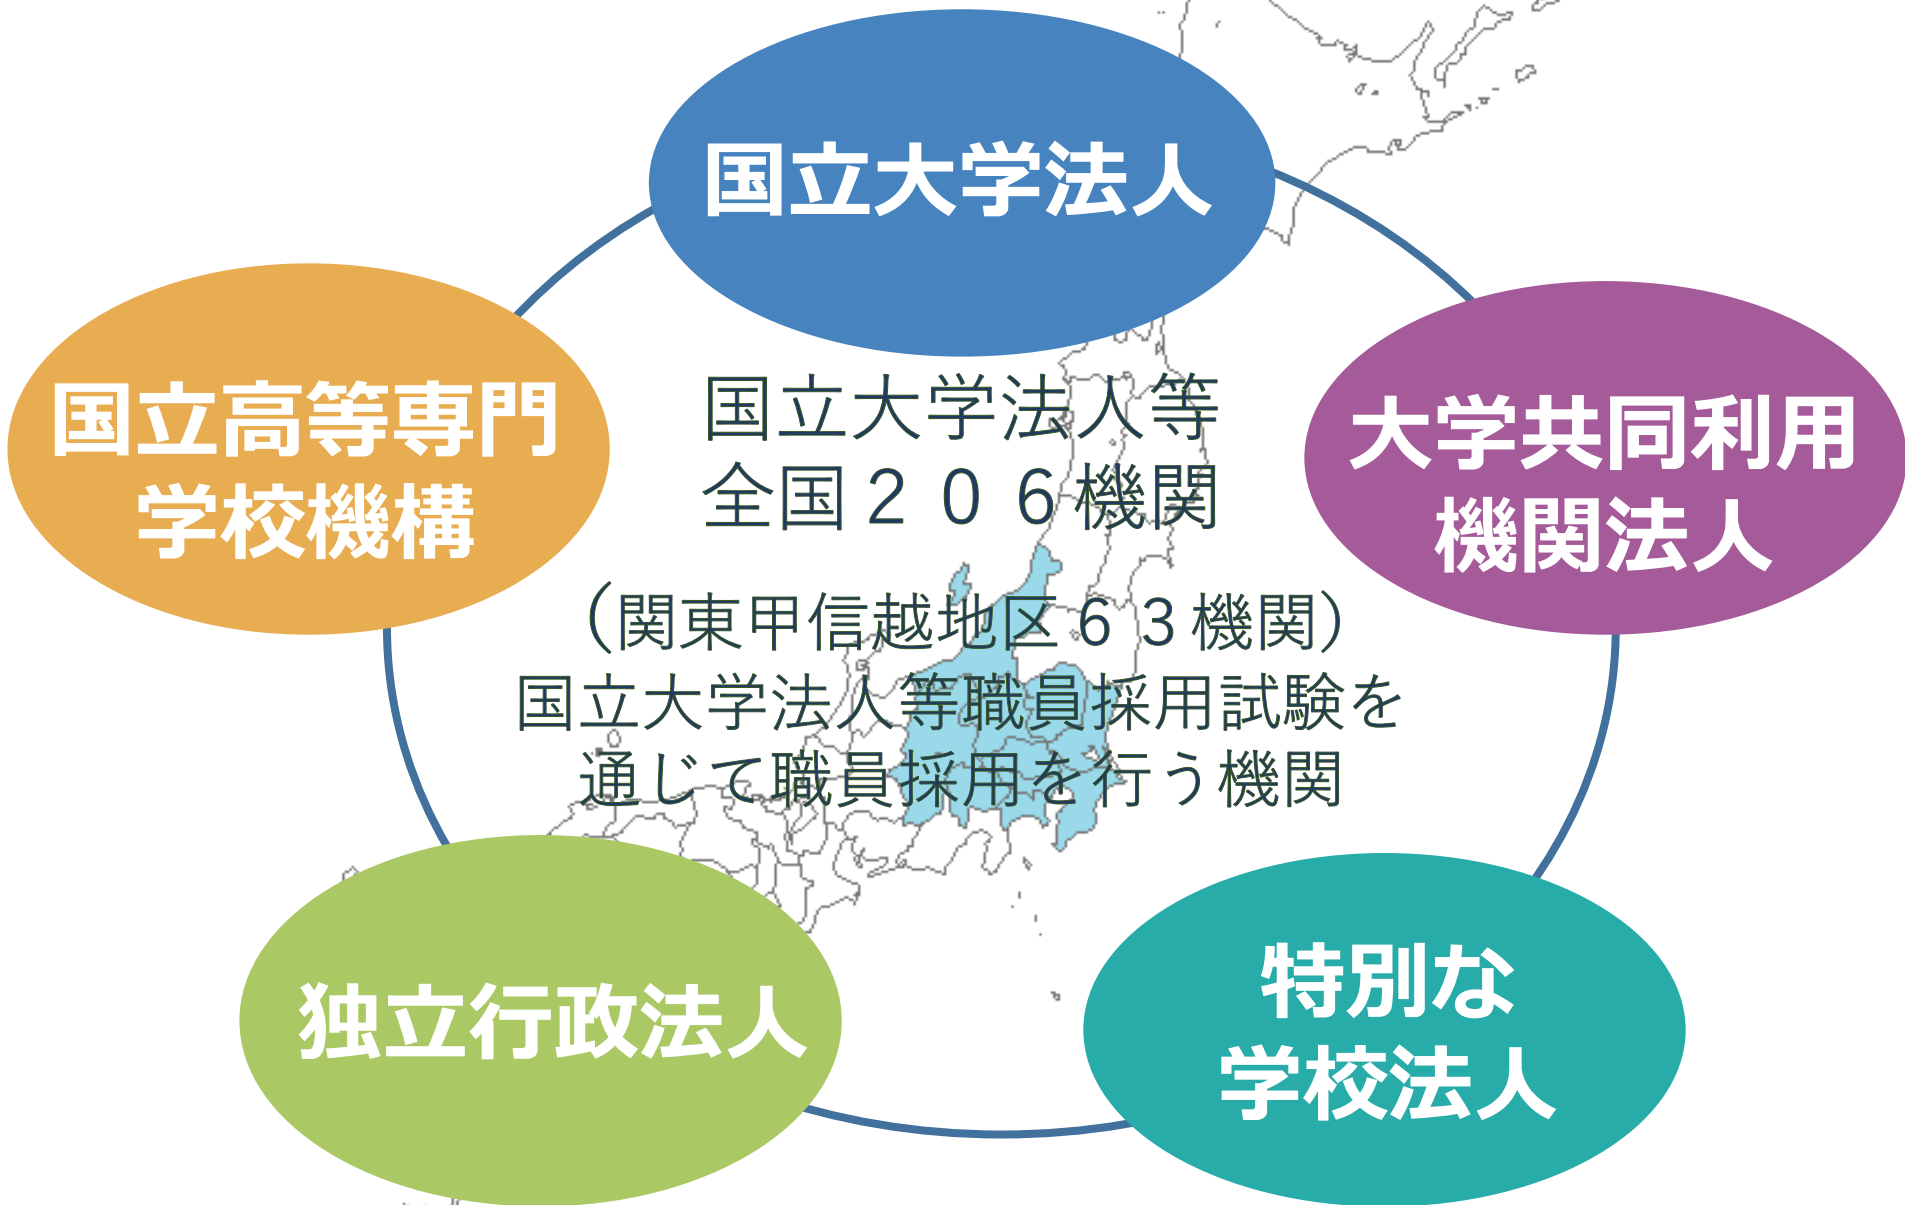 国立大学法人
国立高等専門
学校機構
国立大学法人等
全国２０６機関
大学共同利用
機関法人
（関東甲信越地区６３機関）
国立大学法人等職員採用試験を
通じて職員採用を行う機関
独立行政法人
特別な
学校法人